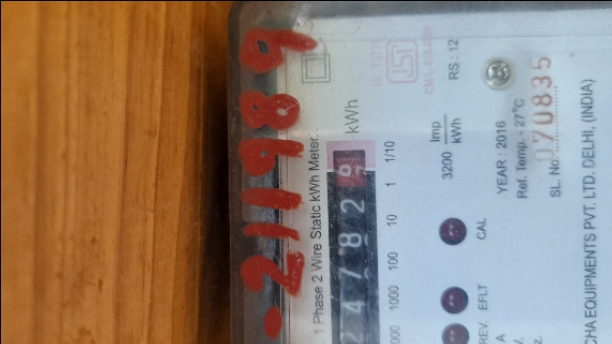 211989
1 Phase 2 Wire Static kWh Meter.
2 4 7 8 2
kWh
1000 100 10 1 1/10
IS : 13779
RS : 12
3200 Imp
kWh
REV. EFLT CAL
YEAR : 2016
Ref. Temp. - 27°C
SL. No. 070835
CHA EQUIPMENTS PVT. LTD. DELHI, (INDIA)